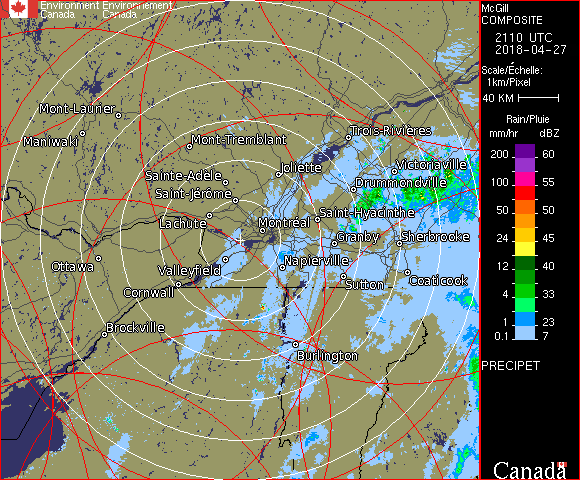 Environment Environnement
Canada Canada
McGill
COMPOSITE
2110 UTC
2018-04-27
Scale/Échelle:
1km/Pixel
40 KM
Rain/Pluie
mm/hr dBZ
200 60
100 55
50 50
24 45
12 40
4 33
1 23
0.1 7
PRECIPET
Canada
Mont-Laurier
Maniwaki
Mont-Tremblant
Trois-Rivières
Joliette
Victoriaville
Sainte-Adèle
Drummondville
Saint-Jérôme
Lachute
Saint-Hyacinthe
Montréal
Granby
Sherbrooke
Ottawa
Valleyfield
Napierville
Cornwall
Sutton
Coaticook
Brockville
Burlington